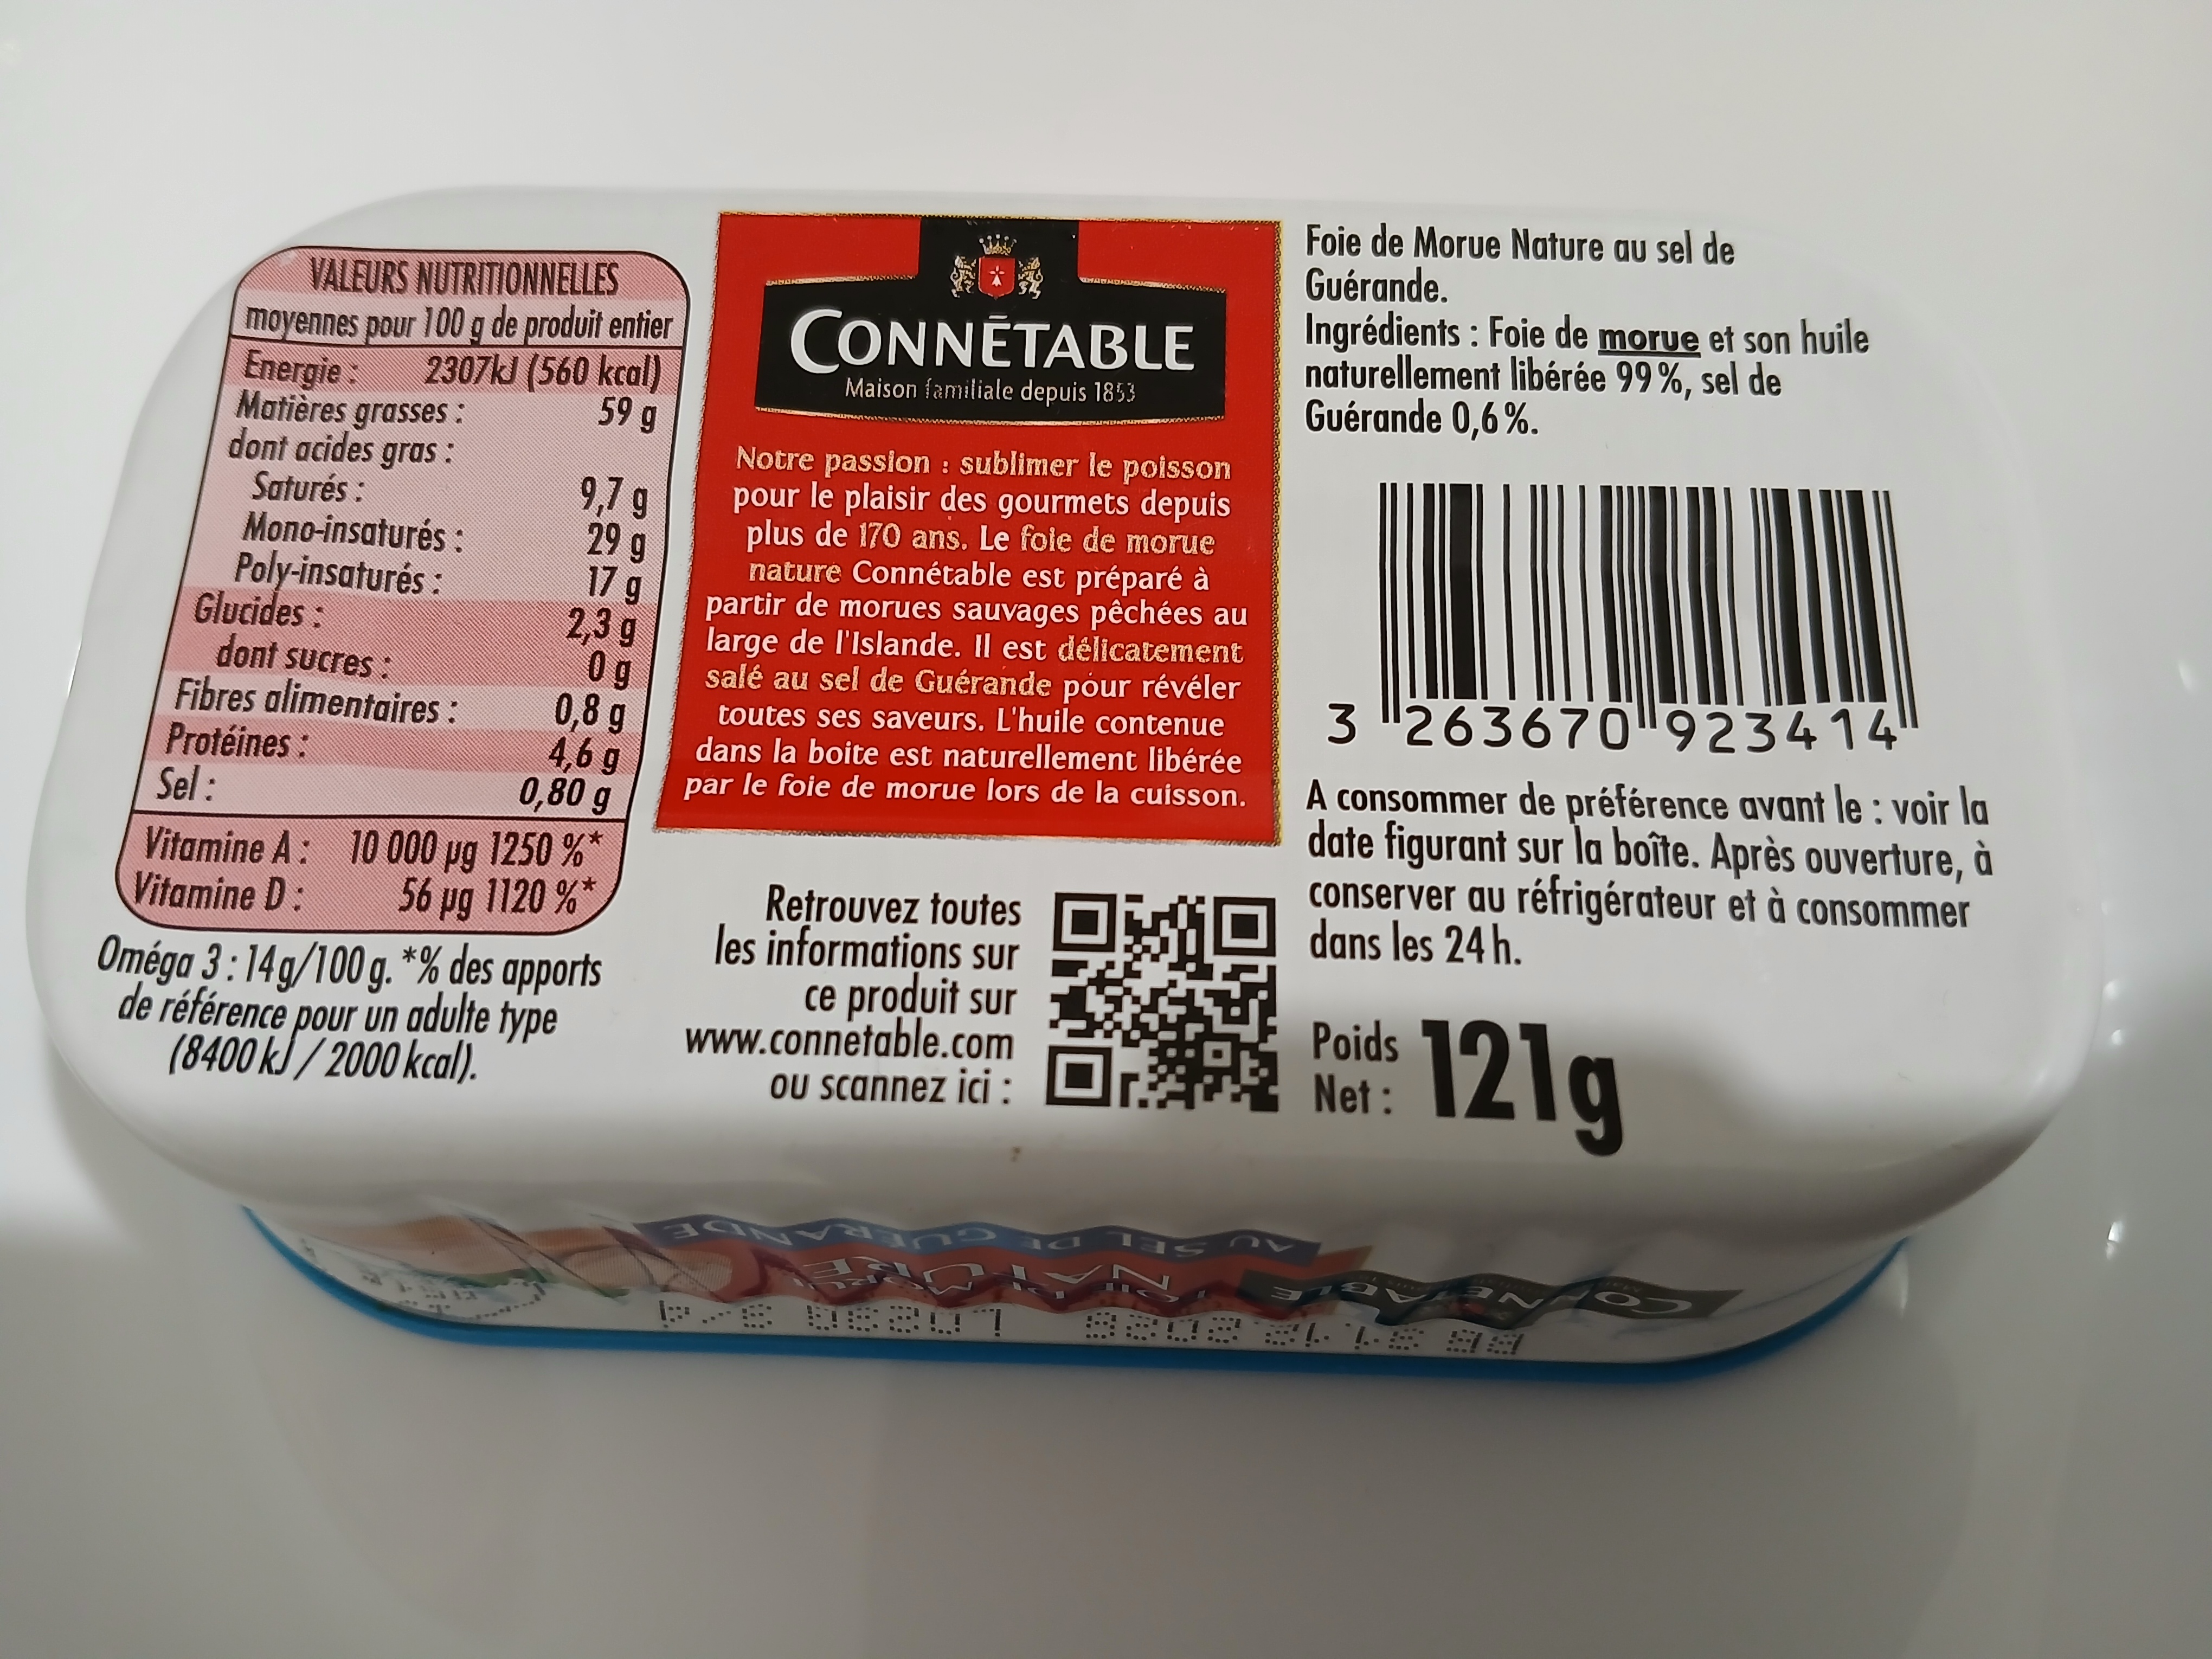 VALEURS NUTRITIONNELLES
moyennes pour 100 g de produit entier
Energie : 2307kJ (560 kcal)
Matières grasses : 59 g
dont acides gras :
Saturés : 9,7 g
Mono-insaturés : 29 g
Poly-insaturés : 17 g
Glucides : 2,3 g
dont sucres : 0 g
Fibres alimentaires : 0,8 g
Protéines : 4,6 g
Sel : 0,80 g
Vitamine A : 10 000 µg 1250 %*
Vitamine D : 56 µg 1120 %*
Oméga 3 : 14g/100 g. *% des apports
de référence pour un adulte type
(8400 kJ / 2000 kcal).
CONNÉTABLE
Maison familiale depuis 1853
Notre passion : sublimer le poisson
pour le plaisir des gourmets depuis
plus de 170 ans. Le foie de morue
nature Connétable est préparé à
partir de morues sauvages pêchées au
large de l'Islande. Il est délicatement
salé au sel de Guérande pour révéler
toutes ses saveurs. L'huile contenue
dans la boite est naturellement libérée
par le foie de morue lors de la cuisson.
Retrouvez toutes
les informations sur
ce produit sur
www.connetable.com
ou scannez ici :
Foie de Morue Nature au sel de
Guérande.
Ingrédients : Foie de morue et son huile
naturellement libérée 99%, sel de
Guérande 0,6%.
3 263670 923414
A consommer de préférence avant le : voir la
date figurant sur la boîte. Après ouverture, à
conserver au réfrigérateur et à consommer
dans les 24 h.
Poids
Net : 121g
CONNETABLE
FOIE DE MORUE
NATURE
AU SEL DE GUERANDE